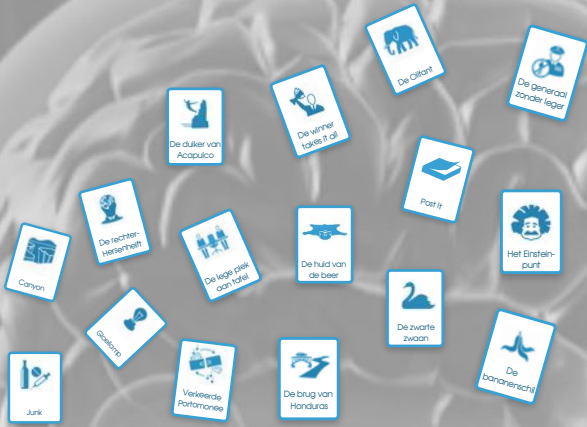 De Olifant
De generaal
zonder leger
De winner
takes it all
De duiker van
Acapulco
Post It
De rechter-
Hersenhelft
Het Einstein-
punt
De lege plek
aan tafel
De huid van
de beer
Canyon
De zwarte
zwaan
Gloeilamp
De
bananenschil
Verkeerde
Portomonee
De brug van
Honduras
Junk